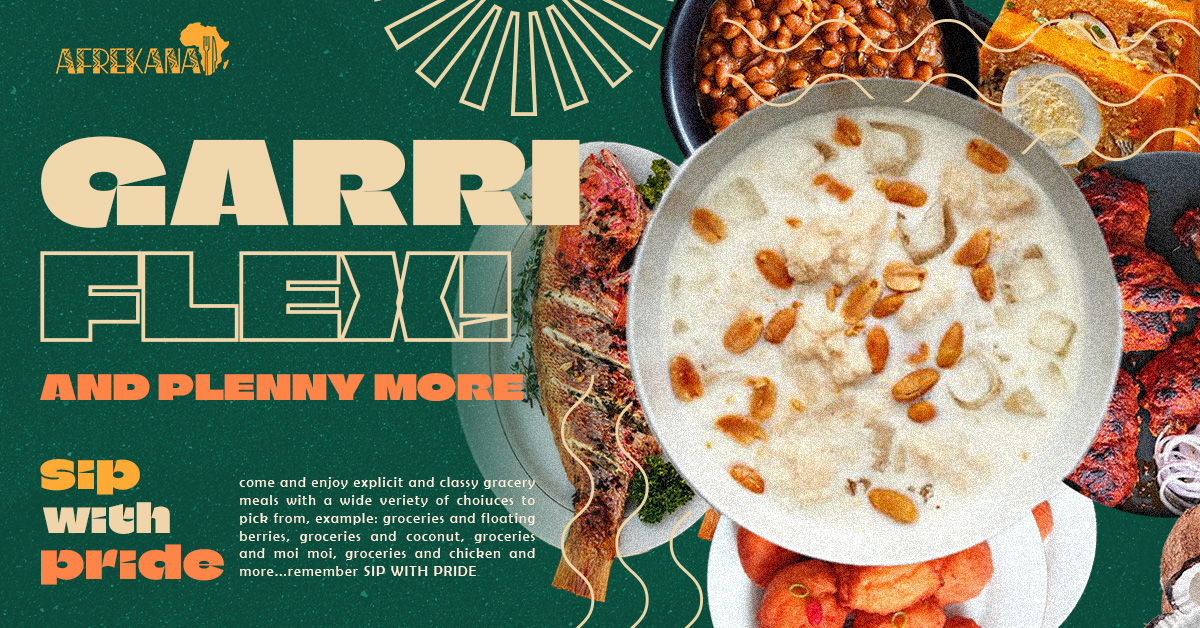 AFREKANA
GARRI
FLEX!
AND PLENNY MORE
sip
with
pride
come and enjoy explicit and classy gracery
meals with a wide veriety of choiuces to
pick from, example: groceries and floating
berries, groceries and coconut, groceries
and moi moi, groceries and chicken and
more...remember SIP WITH PRIDE